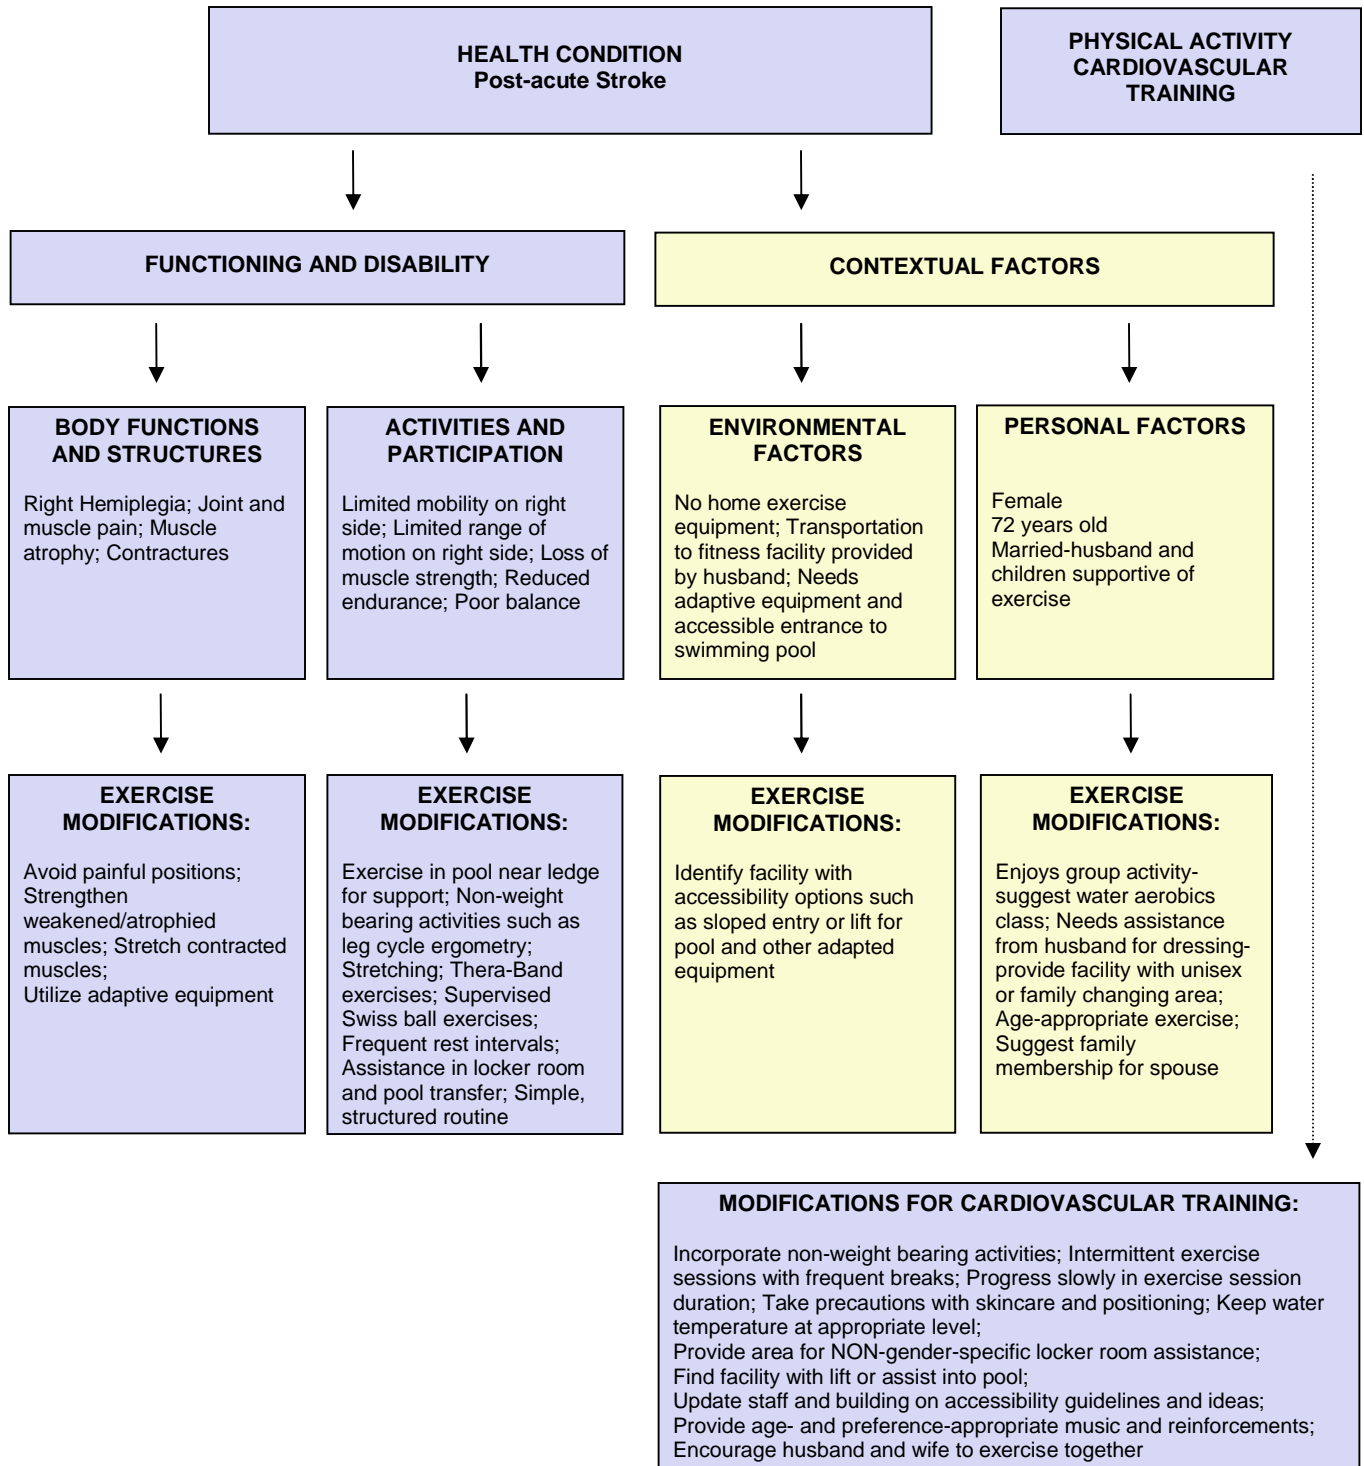 HEALTH CONDITION
Post-acute Stroke
PHYSICAL ACTIVITY
CARDIOVASCULAR
TRAINING
FUNCTIONING AND DISABILITY
CONTEXTUAL FACTORS
BODY FUNCTIONS
AND STRUCTURES
Right Hemiplegia; Joint and
muscle pain; Muscle
atrophy; Contractures
ACTIVITIES AND
PARTICIPATION
Limited mobility on right
side; Limited range of
motion on right side; Loss of
muscle strength; Reduced
endurance; Poor balance
ENVIRONMENTAL
FACTORS
No home exercise
equipment; Transportation
to fitness facility provided
by husband; Needs
adaptive equipment and
accessible entrance to
swimming pool
PERSONAL FACTORS
Female
72 years old
Married-husband and
children supportive of
exercise
EXERCISE
MODIFICATIONS:
Avoid painful positions;
Strengthen
weakened/atrophied
muscles; Stretch contracted
muscles;
Utilize adaptive equipment
EXERCISE
MODIFICATIONS:
Exercise in pool near ledge
for support; Non-weight
bearing activities such as
leg cycle ergometry;
Stretching; Thera-Band
exercises; Supervised
Swiss ball exercises;
Frequent rest intervals;
Assistance in locker room
and pool transfer; Simple,
structured routine
EXERCISE
MODIFICATIONS:
Identify facility with
accessibility options such
as sloped entry or lift for
pool and other adapted
equipment
EXERCISE
MODIFICATIONS:
Enjoys group activity-
suggest water aerobics
class; Needs assistance
from husband for dressing-
provide facility with unisex
or family changing area;
Age-appropriate exercise;
Suggest family
membership for spouse
MODIFICATIONS FOR CARDIOVASCULAR TRAINING:
Incorporate non-weight bearing activities; Intermittent exercise
sessions with frequent breaks; Progress slowly in exercise session
duration; Take precautions with skincare and positioning; Keep water
temperature at appropriate level;
Provide area for NON-gender-specific locker room assistance;
Find facility with lift or assist into pool;
Update staff and building on accessibility guidelines and ideas;
Provide age- and preference-appropriate music and reinforcements;
Encourage husband and wife to exercise together